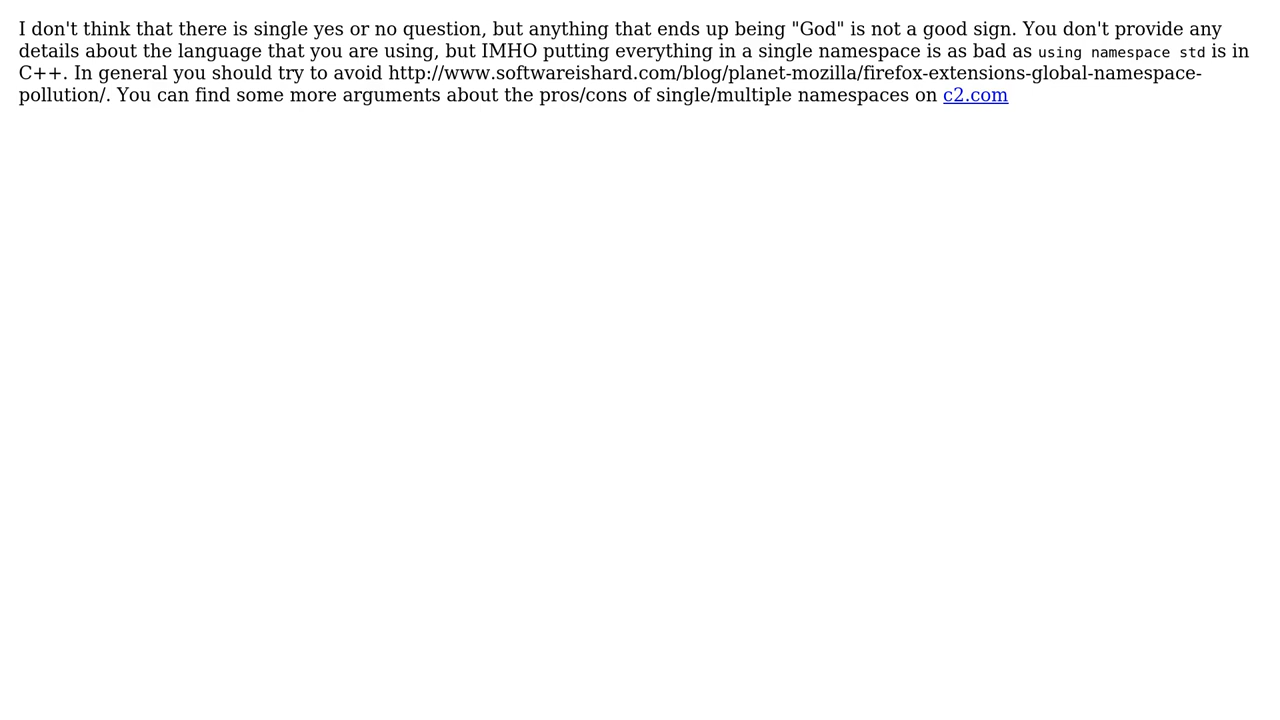 I don't think that there is single yes or no question, but anything that ends up being "God" is not a good sign. You don't provide any
details about the language that you are using, but IMHO putting everything in a single namespace is as bad as using namespace std is in
C++. In general you should try to avoid http://www.softwareishard.com/blog/planet-mozilla/firefox-extensions-global-namespace-
pollution/. You can find some more arguments about the pros/cons of single/multiple namespaces on c2.com